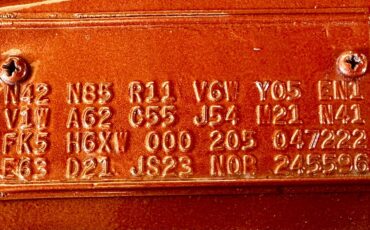 N42 N85 R11 V6W Y05 EN1
V1W A62 C55 J54 M21 N41
FK5 H6XW 000 205 047222
E63 D21 JS23 N0R 245596